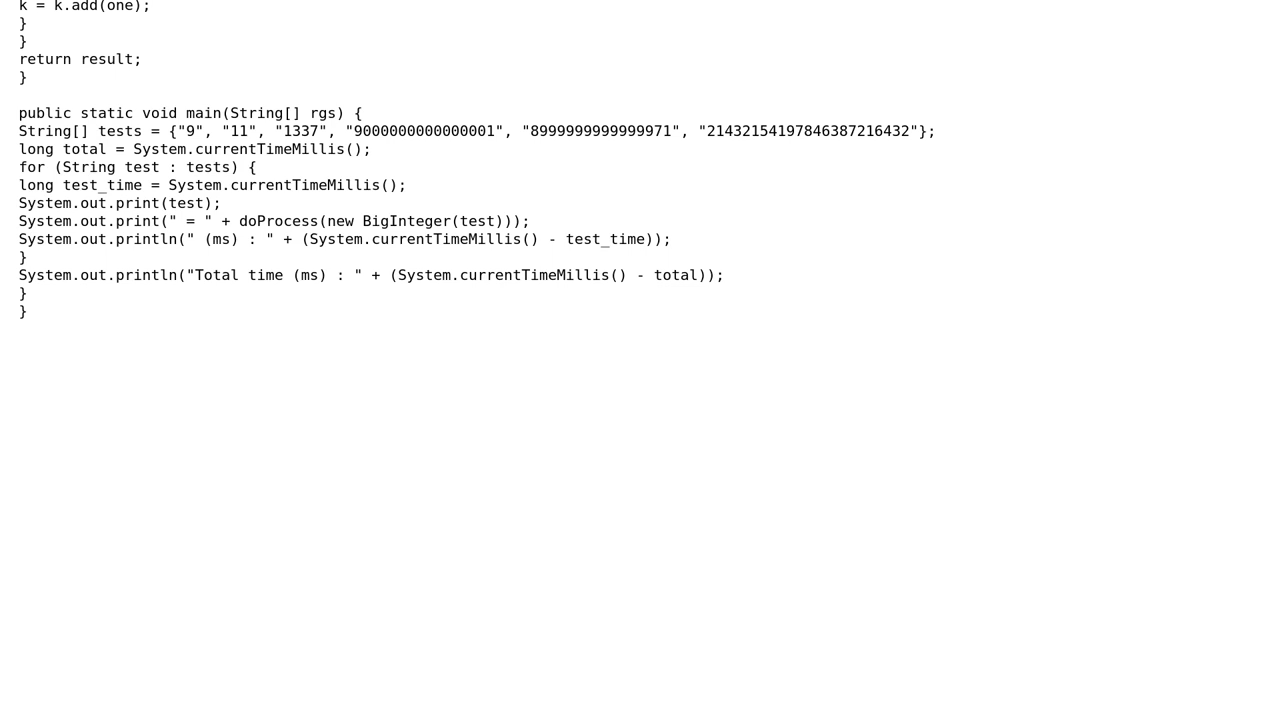 k = k.add(one);
}
}
return result;
}

public static void main(String[] rgs) {
String[] tests = {"9", "11", "1337", "9000000000000001", "8999999999999971", "21432154197846387216432"};
long total = System.currentTimeMillis();
for (String test : tests) {
long test_time = System.currentTimeMillis();
System.out.print(test);
System.out.print(" = " + doProcess(new BigInteger(test)));
System.out.println(" (ms) : " + (System.currentTimeMillis() - test_time));
}
System.out.println("Total time (ms) : " + (System.currentTimeMillis() - total));
}
}